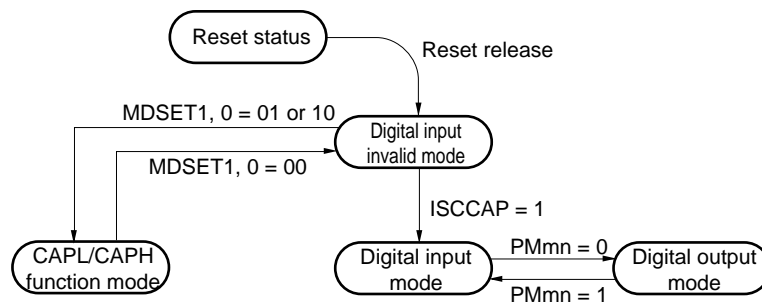 Reset status
Reset release
MDSET1, 0 = 01 or 10
Digital input
invalid mode
MDSET1, 0 = 00
ISCCAP = 1
CAPL/CAPH
function mode
Digital input
mode
PMmn = 0
PMmn = 1
Digital output
mode